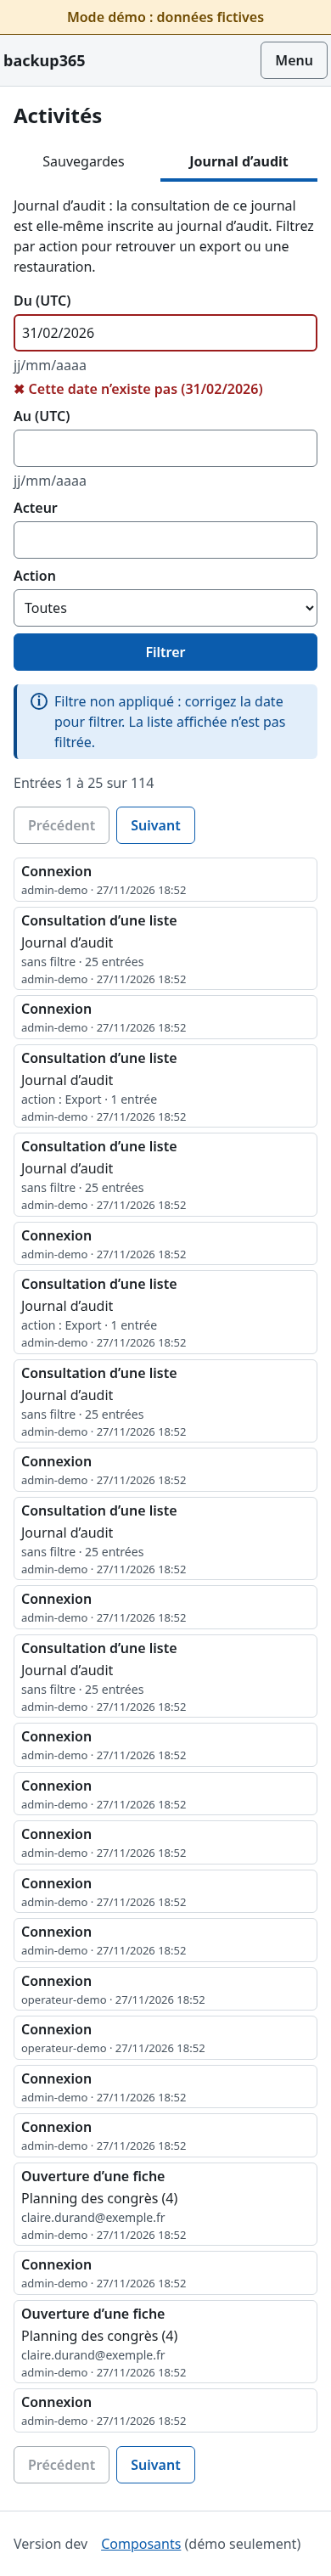 Mode démo : données fictives
backup365
Menu
Activités
Sauvegardes
Journal d’audit
Journal d’audit : la consultation de ce journal
est elle-même inscrite au journal d’audit. Filtrez
par action pour retrouver un export ou une
restauration.
Du (UTC)
31/02/2026
jj/mm/aaaa
✖ Cette date n’existe pas (31/02/2026)
Au (UTC)
jj/mm/aaaa
Acteur
Action
Toutes
Filtrer
Filtre non appliqué : corrigez la date
pour filtrer. La liste affichée n’est pas
filtrée.
Entrées 1 à 25 sur 114
Précédent
Suivant
Connexion
admin-demo · 27/11/2026 18:52
Consultation d’une liste
Journal d’audit
sans filtre · 25 entrées
admin-demo · 27/11/2026 18:52
Connexion
admin-demo · 27/11/2026 18:52
Consultation d’une liste
Journal d’audit
action : Export · 1 entrée
admin-demo · 27/11/2026 18:52
Consultation d’une liste
Journal d’audit
sans filtre · 25 entrées
admin-demo · 27/11/2026 18:52
Connexion
admin-demo · 27/11/2026 18:52
Consultation d’une liste
Journal d’audit
action : Export · 1 entrée
admin-demo · 27/11/2026 18:52
Consultation d’une liste
Journal d’audit
sans filtre · 25 entrées
admin-demo · 27/11/2026 18:52
Connexion
admin-demo · 27/11/2026 18:52
Consultation d’une liste
Journal d’audit
sans filtre · 25 entrées
admin-demo · 27/11/2026 18:52
Connexion
admin-demo · 27/11/2026 18:52
Consultation d’une liste
Journal d’audit
sans filtre · 25 entrées
admin-demo · 27/11/2026 18:52
Connexion
admin-demo · 27/11/2026 18:52
Connexion
admin-demo · 27/11/2026 18:52
Connexion
admin-demo · 27/11/2026 18:52
Connexion
admin-demo · 27/11/2026 18:52
Connexion
admin-demo · 27/11/2026 18:52
Connexion
operateur-demo · 27/11/2026 18:52
Connexion
operateur-demo · 27/11/2026 18:52
Connexion
admin-demo · 27/11/2026 18:52
Connexion
admin-demo · 27/11/2026 18:52
Ouverture d’une fiche
Planning des congrès (4)
claire.durand@exemple.fr
admin-demo · 27/11/2026 18:52
Connexion
admin-demo · 27/11/2026 18:52
Ouverture d’une fiche
Planning des congrès (4)
claire.durand@exemple.fr
admin-demo · 27/11/2026 18:52
Connexion
admin-demo · 27/11/2026 18:52
Précédent
Suivant
Version dev Composants (démo seulement)